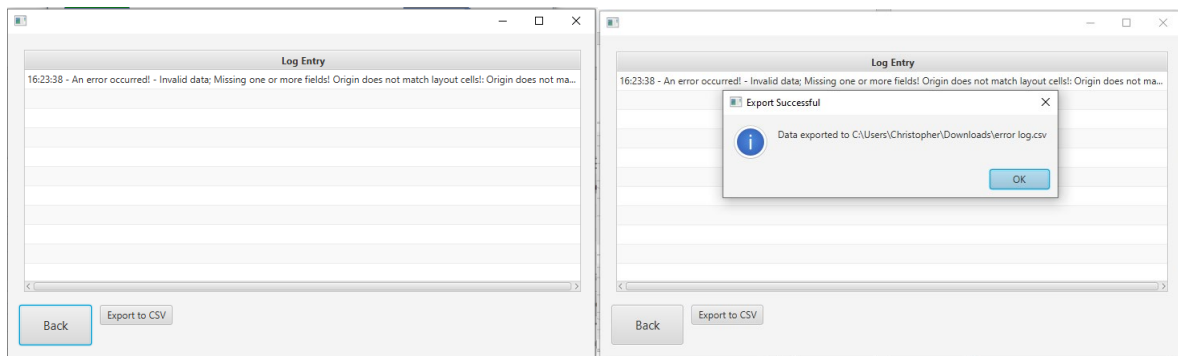 Log Entry
16:23:38 - An error occurred! - Invalid data; Missing one or more fields! Origin does not match layout cells!: Origin does not ma...
Back
Export to CSV
Log Entry
16:23:38 - An error occurred! - Invalid data; Missing one or more fields! Origin does not match layout cells!: Origin does not ma...
Export Successful
Data exported to C:\Users\Christopher\Downloads\error log.csv
OK
Back
Export to CSV